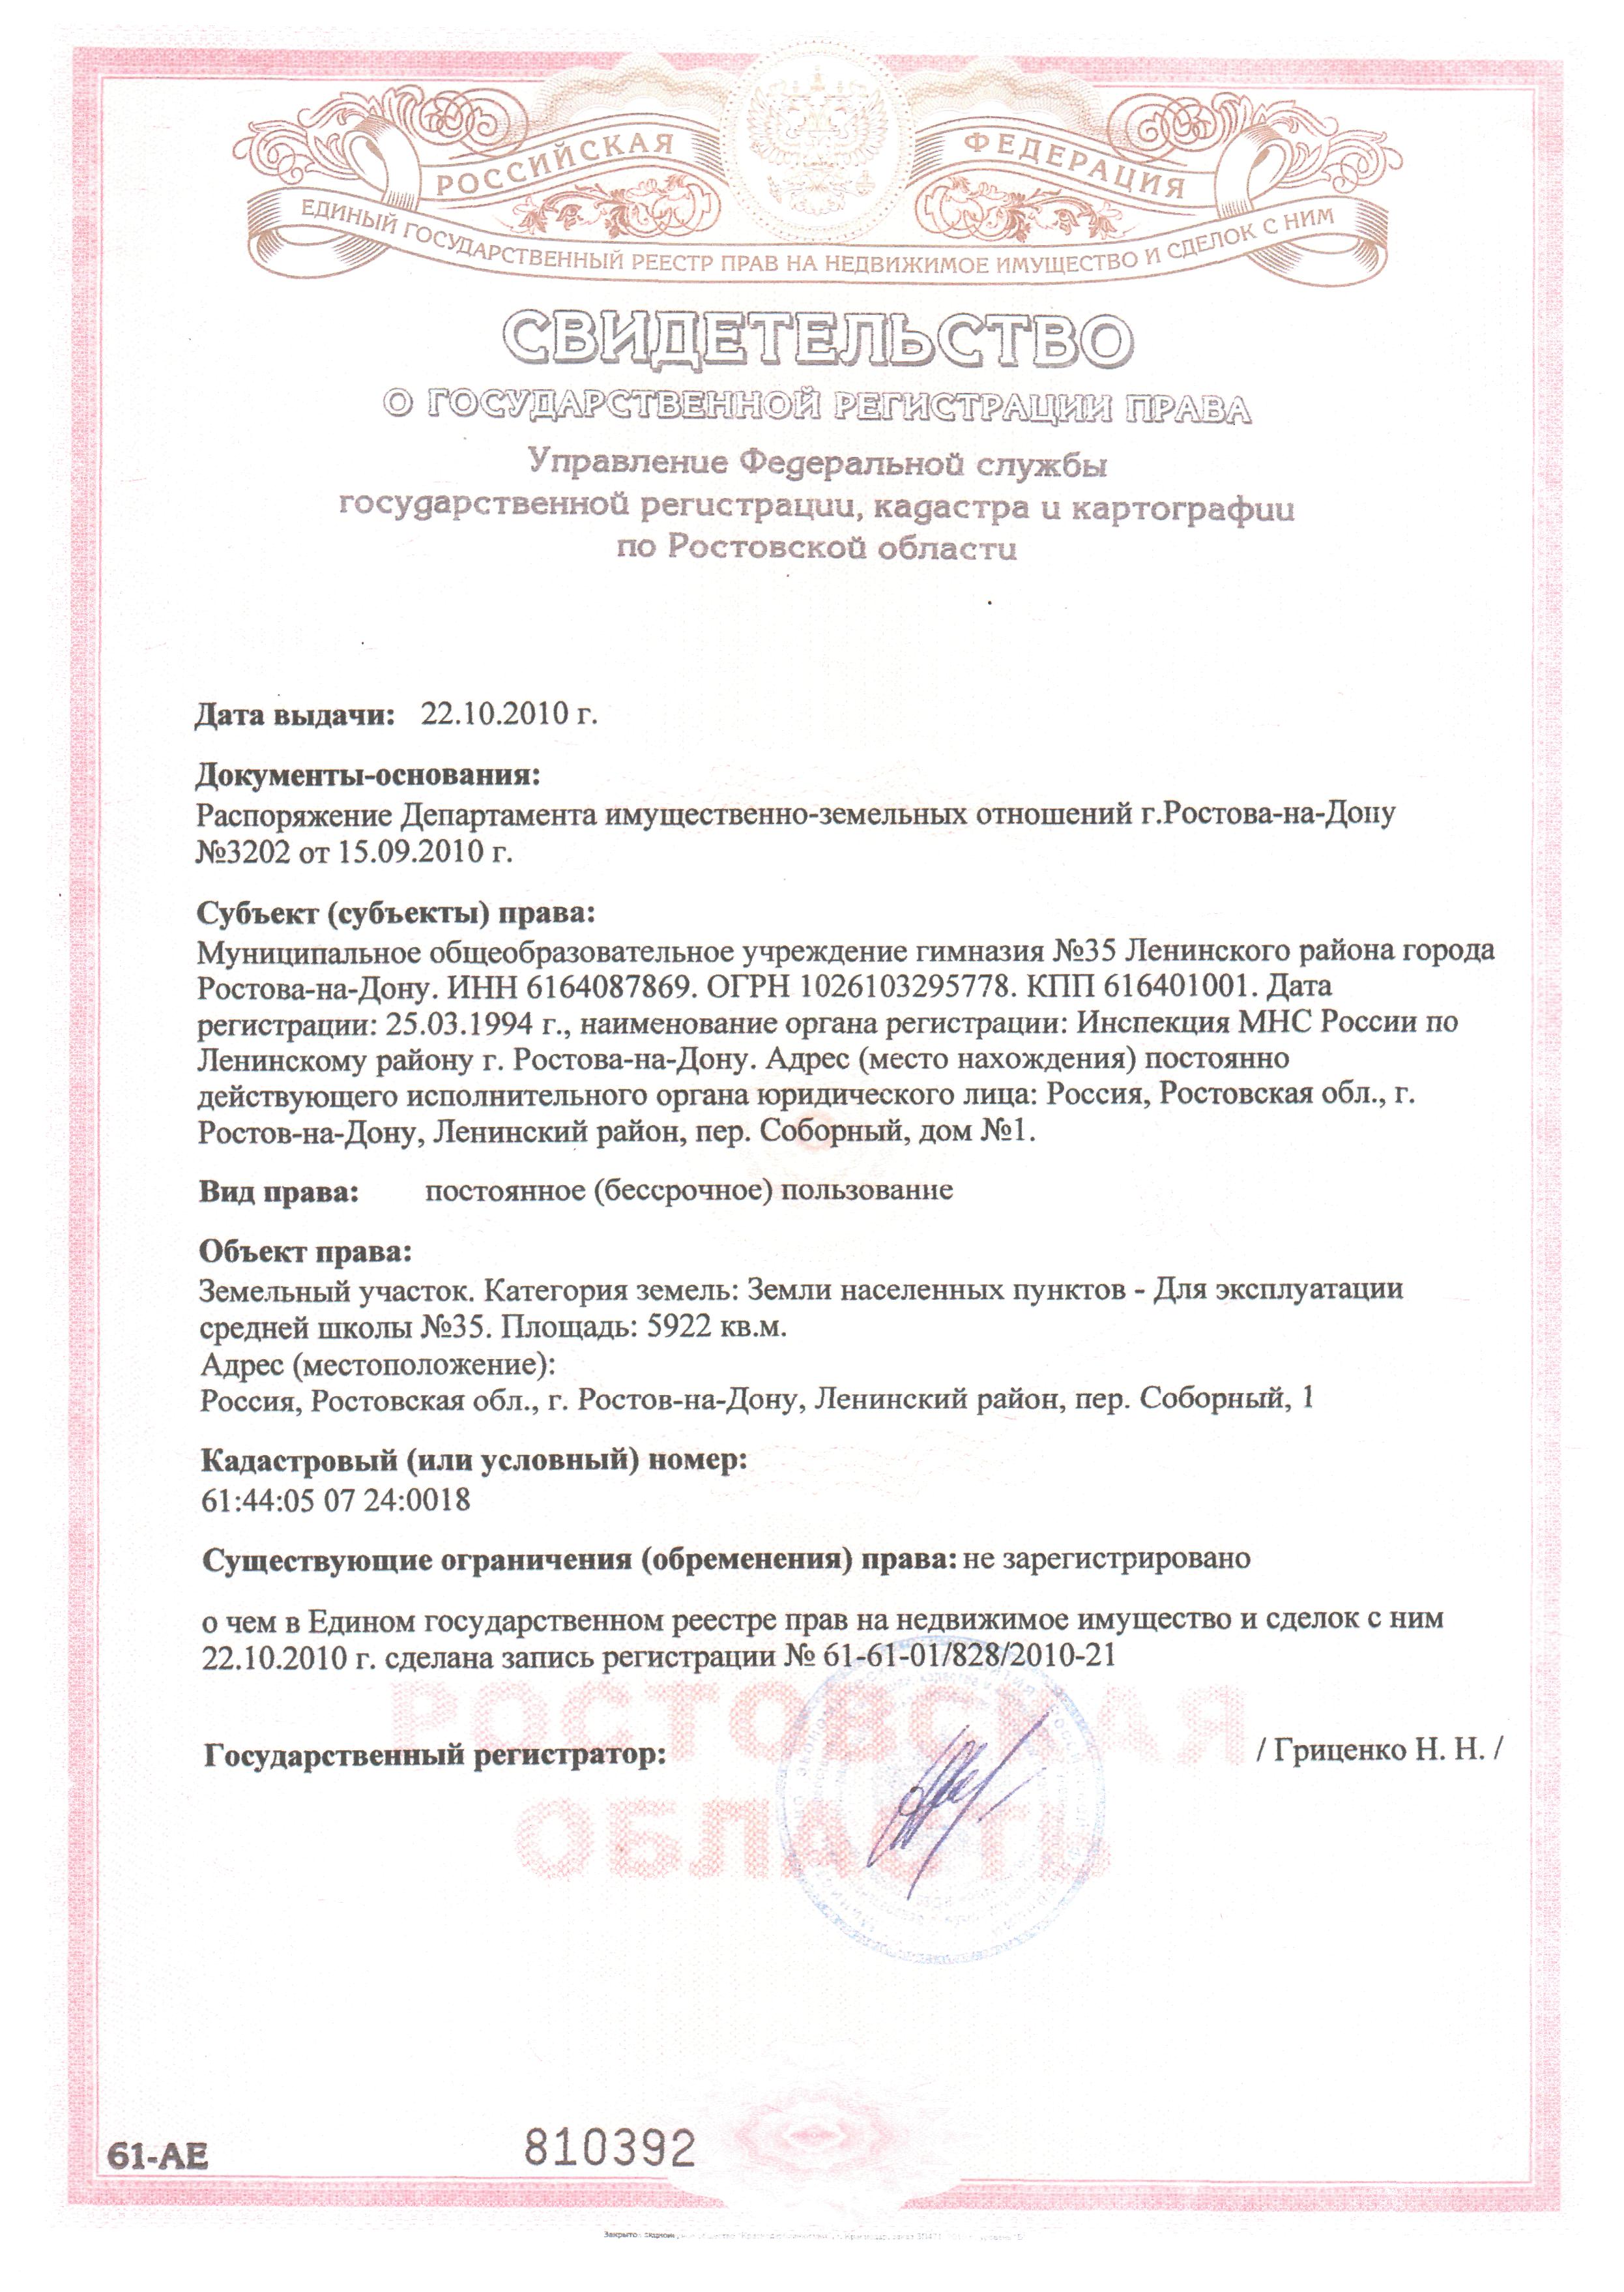 РОССИЙСКАЯ ФЕДЕРАЦИЯ
ЕДИНЫЙ ГОСУДАРСТВЕННЫЙ РЕЕСТР ПРАВ НА НЕДВИЖИМОЕ ИМУЩЕСТВО И СДЕЛОК С НИМ
СВИДЕТЕЛЬСТВО
О ГОСУДАРСТВЕННОЙ РЕГИСТРАЦИИ ПРАВА
Управление Федеральной службы
государственной регистрации, кадастра и картографии
по Ростовской области
Дата выдачи: 22.10.2010 г.
Документы-основания:
Распоряжение Департамента имущественно-земельных отношений г.Ростова-на-Дону
№3202 от 15.09.2010 г.
Субъект (субъекты) права:
Муниципальное общеобразовательное учреждение гимназия №35 Ленинского района города
Ростова-на-Дону. ИНН 6164087869. ОГРН 1026103295778. КПП 616401001. Дата
регистрации: 25.03.1994 г., наименование органа регистрации: Инспекция МНС России по
Ленинскому району г. Ростова-на-Дону. Адрес (место нахождения) постоянно
действующего исполнительного органа юридического лица: Россия, Ростовская обл., г.
Ростов-на-Дону, Ленинский район, пер. Соборный, дом №1.
Вид права: постоянное (бессрочное) пользование
Объект права:
Земельный участок. Категория земель: Земли населенных пунктов - Для эксплуатации
средней школы №35. Площадь: 5922 кв.м.
Адрес (местоположение):
Россия, Ростовская обл., г. Ростов-на-Дону, Ленинский район, пер. Соборный, 1
Кадастровый (или условный) номер:
61:44:05 07 24:0018
Существующие ограничения (обременения) права: не зарегистрировано
о чем в Едином государственном реестре прав на недвижимое имущество и сделок с ним
22.10.2010 г. сделана запись регистрации № 61-61-01/828/2010-21
РОСТОВСКАЯ
Государственный регистратор: / Гриценко Н. Н. /
ОБЛАСТЬ
61-АЕ 810392